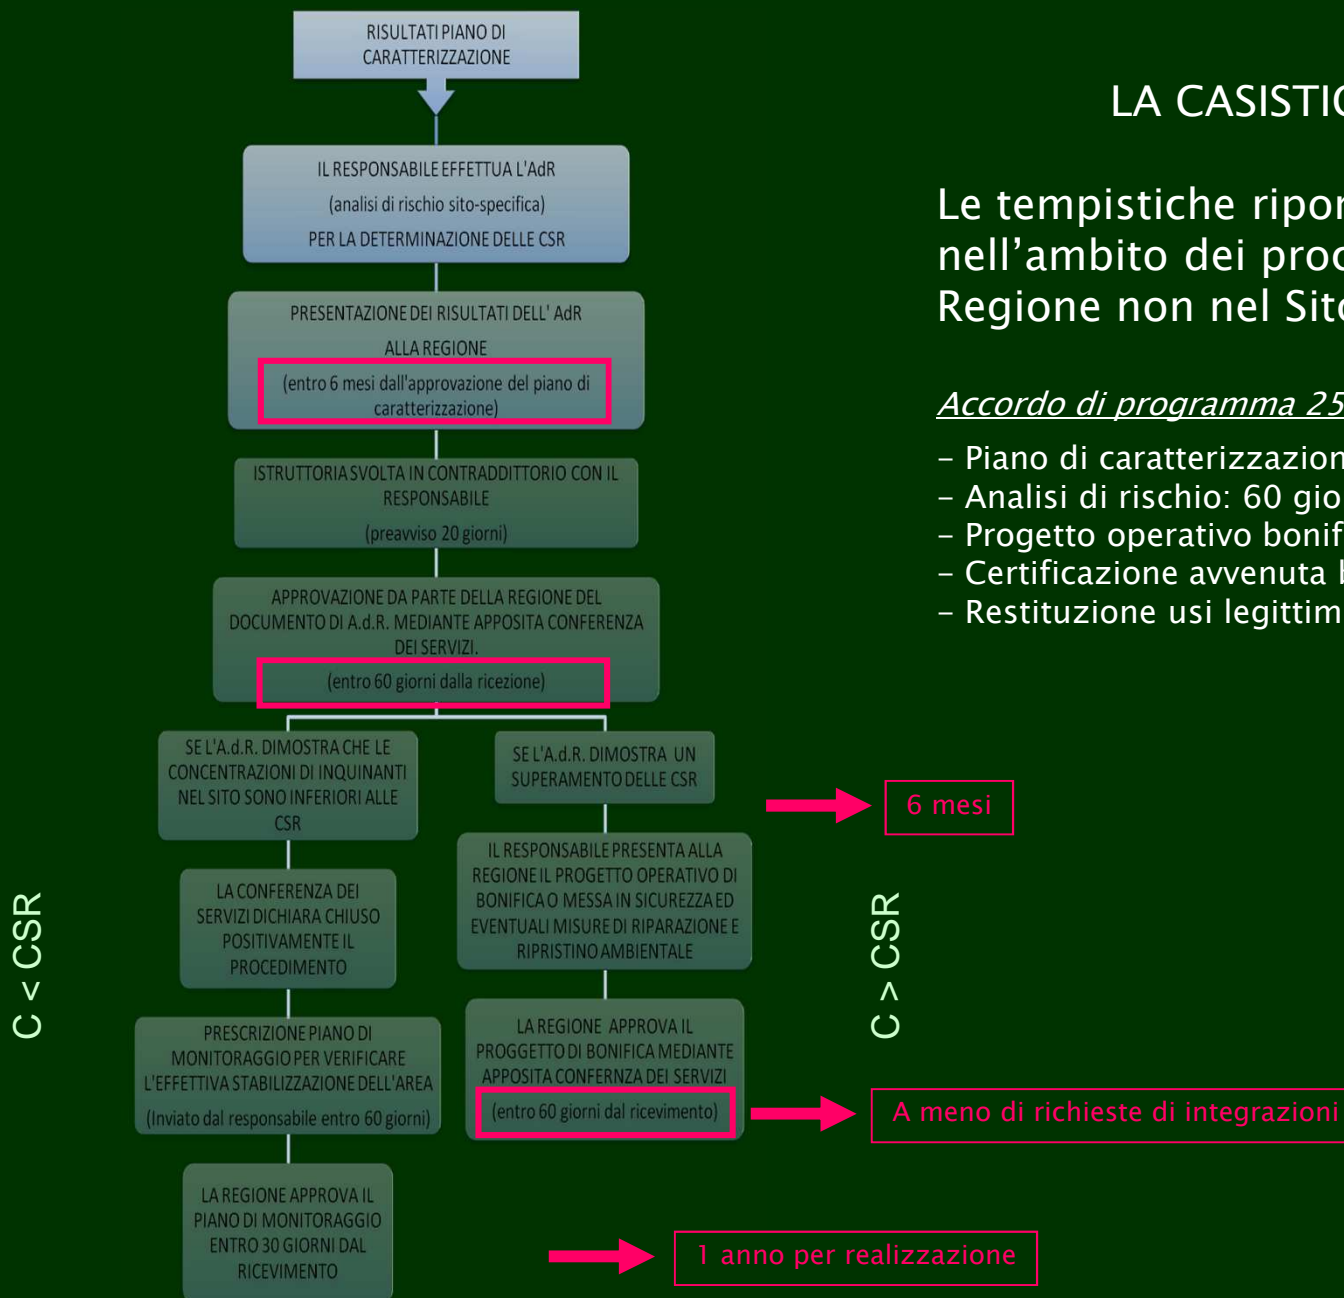 RISULTATI PIANO DI
CARATTERIZZAZIONE
IL RESPONSABILE EFFETTUA L'AdR
(analisi di rischio sito-specifica)
PER LA DETERMINAZIONE DELLE CSR
PRESENTAZIONE DEI RISULTATI DELL' AdR
ALLA REGIONE
(entro 6 mesi dall'approvazione del piano di
caratterizzazione)
ISTRUTTORIA SVOLTA IN CONTRADDITTORIO CON IL
RESPONSABILE
(preavviso 20 giorni)
APPROVAZIONE DA PARTE DELLA REGIONE DEL
DOCUMENTO DI A.d.R. MEDIANTE APPOSITA CONFERENZA
DEI SERVIZI.
(entro 60 giorni dalla ricezione)
SE L'A.d.R. DIMOSTRA CHE LE
CONCENTRAZIONI DI INQUINANTI
NEL SITO SONO INFERIORI ALLE
CSR
LA CONFERENZA DEI
SERVIZI DICHIARA CHIUSO
POSITIVAMENTE IL
PROCEDIMENTO
PRESCRIZIONE PIANO DI
MONITORAGGIO PER VERIFICARE
L'EFFETTIVA STABILIZZAZIONE DELL'AREA
(Inviato dal responsabile entro 60 giorni)
LA REGIONE APPROVA IL
PIANO DI MONITORAGGIO
ENTRO 30 GIORNI DAL
RICEVIMENTO
C < CSR
SE L'A.d.R. DIMOSTRA UN
SUPERAMENTO DELLE CSR
IL RESPONSABILE PRESENTA ALLA
REGIONE IL PROGETTO OPERATIVO DI
BONIFICA O MESSA IN SICUREZZA ED
EVENTUALI MISURE DI RIPARAZIONE E
RIPRISTINO AMBIENTALE
LA REGIONE APPROVA IL
PROGGETTO DI BONIFICA MEDIANTE
APPOSITA CONFERNZA DEI SERVIZI
(entro 60 giorni dal ricevimento)
C > CSR
6 mesi
A meno di richieste di integrazioni
1 anno per realizzazione
LA CASISTIC
Le tempistiche ripor
nell'ambito dei proc
Regione non nel Sito
Accordo di programma 25
- Piano di caratterizzazion
- Analisi di rischio: 60 gior
- Progetto operativo bonif
- Certificazione avvenuta b
- Restituzione usi legittim